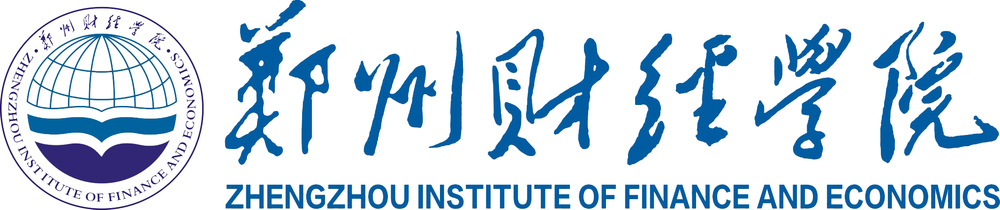 郑州财经学院
ZHENGZHOU INSTITUTE OF FINANCE AND ECONOMICS
郑州财经学院
ZHENGZHOU INSTITUTE OF FINANCE AND ECONOMICS